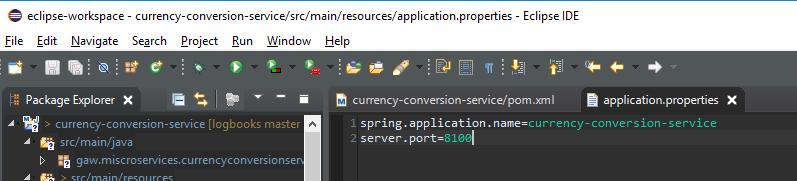 eclipse-workspace - currency-conversion-service/src/main/resources/application.properties - Eclipse IDE
File Edit Navigate Search Project Run Window Help
Package Explorer
currency-conversion-service/pom.xml application.properties
> currency-conversion-service [logbooks master
src/main/java
gaw.miscroservices.currencyconversionserv
> src/main/resources
1 spring.application.name=currency-conversion-service
2 server.port=8100